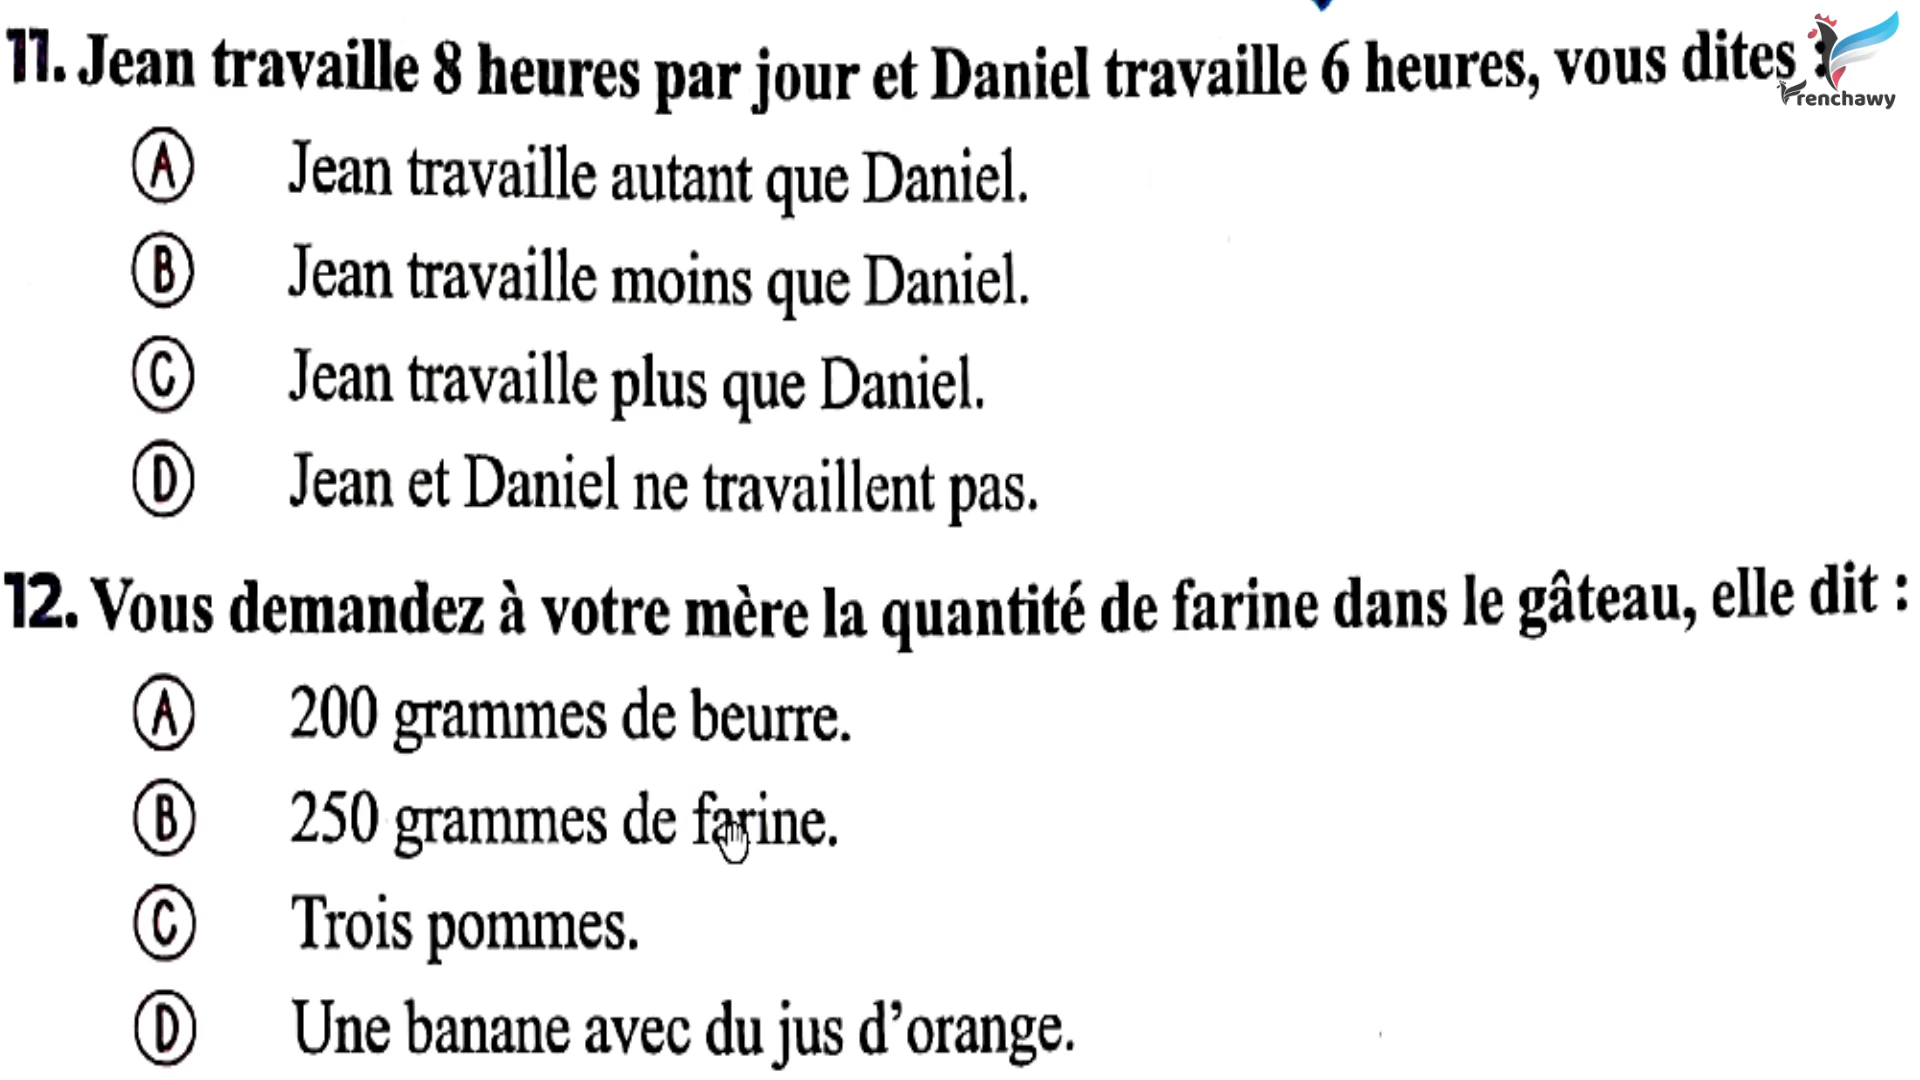 11. Jean travaille 8 heures par jour et Daniel travaille 6 heures, vous dites :
Frenchawy
A Jean travaille autant que Daniel.
B Jean travaille moins que Daniel.
C Jean travaille plus que Daniel.
D Jean et Daniel ne travaillent pas.
12. Vous demandez à votre mère la quantité de farine dans le gâteau, elle dit :
A 200 grammes de beurre.
B 250 grammes de farine.
C Trois pommes.
D Une banane avec du jus d'orange.